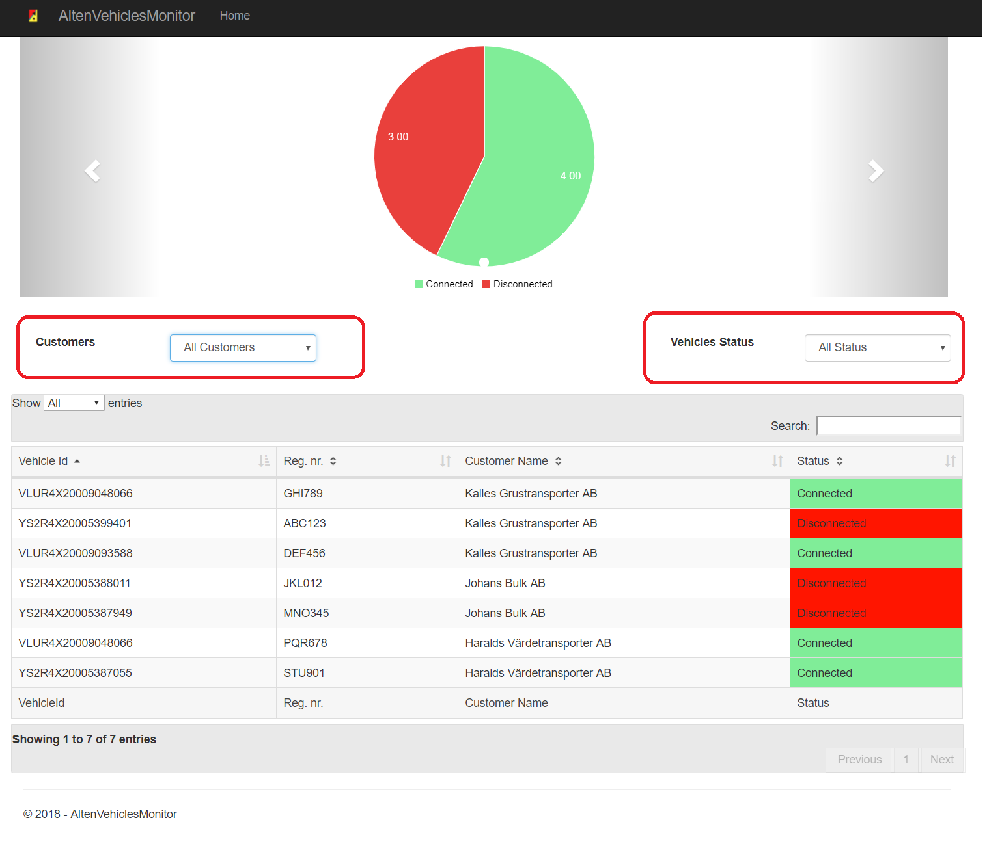 AltenVehiclesMonitor Home
3.00
4.00
Connected Disconnected
Customers All Customers Vehicles Status All Status
Show All entries
Search:
Vehicle Id Reg. nr. Customer Name Status
VLUR4X20009048066 GHI789 Kalles Grustransporter AB Connected
YS2R4X20005399401 ABC123 Kalles Grustransporter AB Disconnected
VLUR4X20009093588 DEF456 Kalles Grustransporter AB Connected
YS2R4X20005388011 JKL012 Johans Bulk AB Disconnected
YS2R4X20005387949 MNO345 Johans Bulk AB Disconnected
VLUR4X20009048066 PQR678 Haralds Värdetransporter AB Connected
YS2R4X20005387055 STU901 Haralds Värdetransporter AB Connected
VehicleId Reg. nr. Customer Name Status
Showing 1 to 7 of 7 entries
Previous 1 Next
© 2018 - AltenVehiclesMonitor